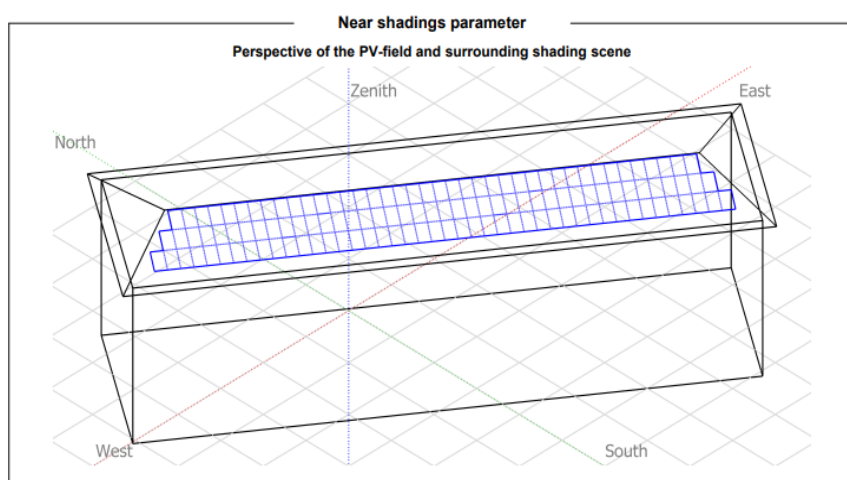 Near shadings parameter
Perspective of the PV-field and surrounding shading scene
Zenith
East
North
West
South